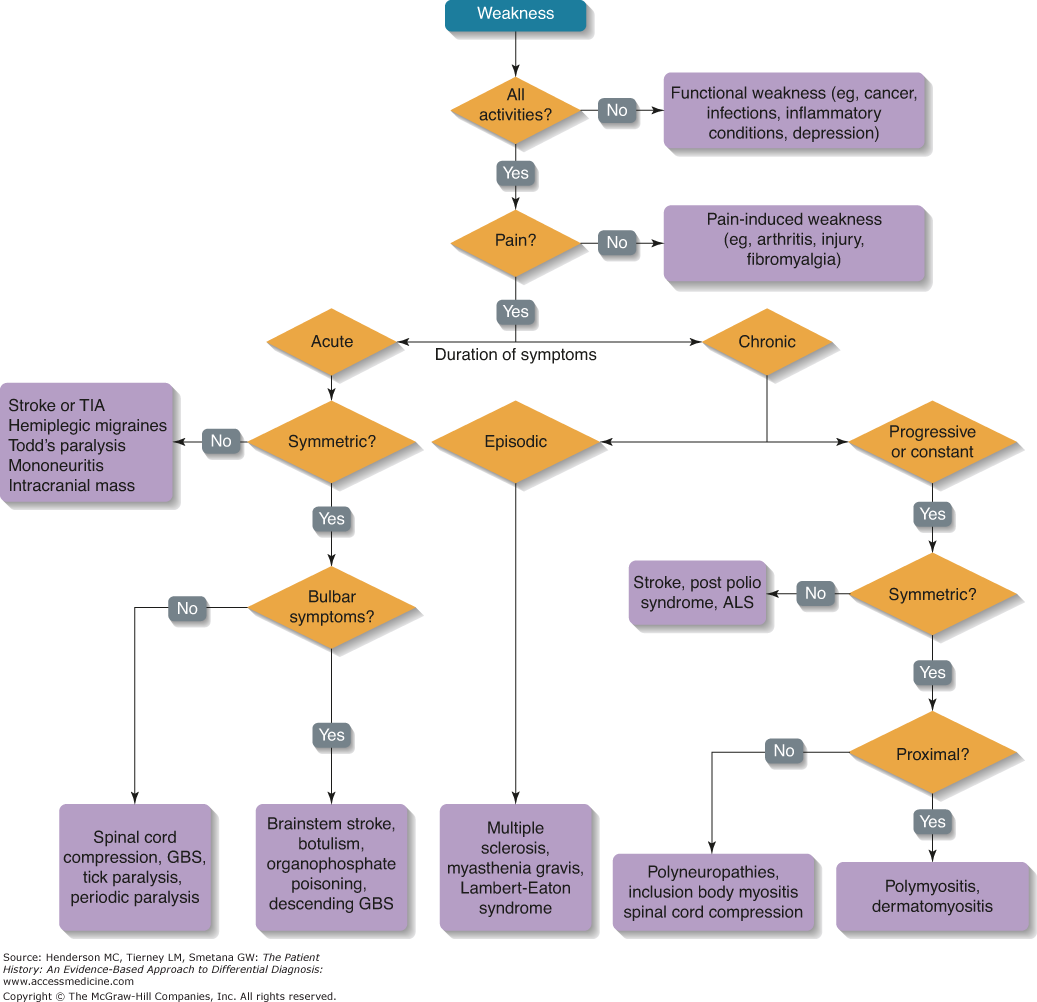 Weakness
All
activities?
No
Functional weakness (eg, cancer,
infections, inflammatory
conditions, depression)
Yes
Pain?
No
Pain-induced weakness
(eg, arthritis, injury,
fibromyalgia)
Yes
Acute
Duration of symptoms
Chronic
Stroke or TIA
Hemiplegic migraines
Todd's paralysis
Mononeuritis
Intracranial mass
No
Symmetric?
Episodic
Progressive
or constant
Yes
Yes
Stroke, post polio
syndrome, ALS
No
Symmetric?
No
Bulbar
symptoms?
Yes
Yes
No
Proximal?
Yes
Spinal cord
compression, GBS,
tick paralysis,
periodic paralysis
Brainstem stroke,
botulism,
organophosphate
poisoning,
descending GBS
Multiple
sclerosis,
myasthenia gravis,
Lambert-Eaton
syndrome
Polyneuropathies,
inclusion body myositis
spinal cord compression
Polymyositis,
dermatomyositis
Source: Henderson MC, Tierney LM, Smetana GW: The Patient
History: An Evidence-Based Approach to Differential Diagnosis:
www.accessmedicine.com
Copyright © The McGraw-Hill Companies, Inc. All rights reserved.